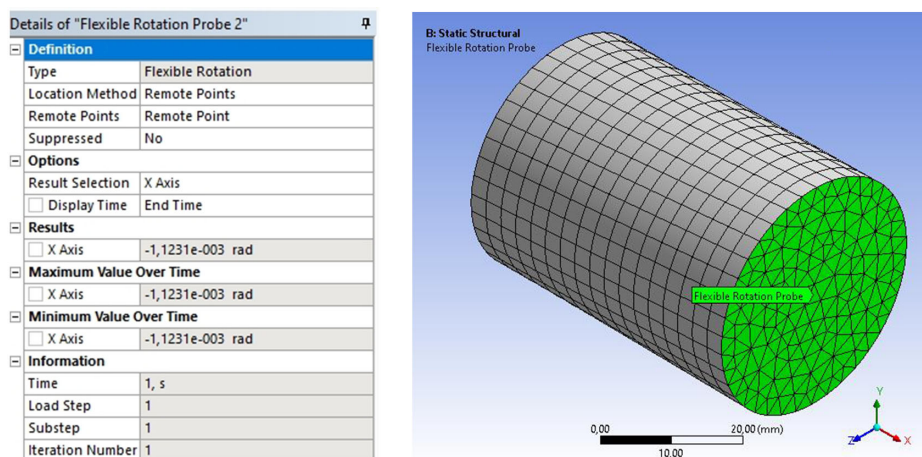 Details of "Flexible Rotation Probe 2"
Definition
Type Flexible Rotation
Location Method Remote Points
Remote Points Remote Point
Suppressed No
Options
Result Selection X Axis
Display Time End Time
Results
X Axis -1,1231e-003 rad
Maximum Value Over Time
X Axis -1,1231e-003 rad
Minimum Value Over Time
X Axis -1,1231e-003 rad
Information
Time 1, s
Load Step 1
Substep 1
Iteration Number 1
B: Static Structural
Flexible Rotation Probe
Flexible Rotation Probe
0,00 20,00 (mm)
10,00
Y
Z X